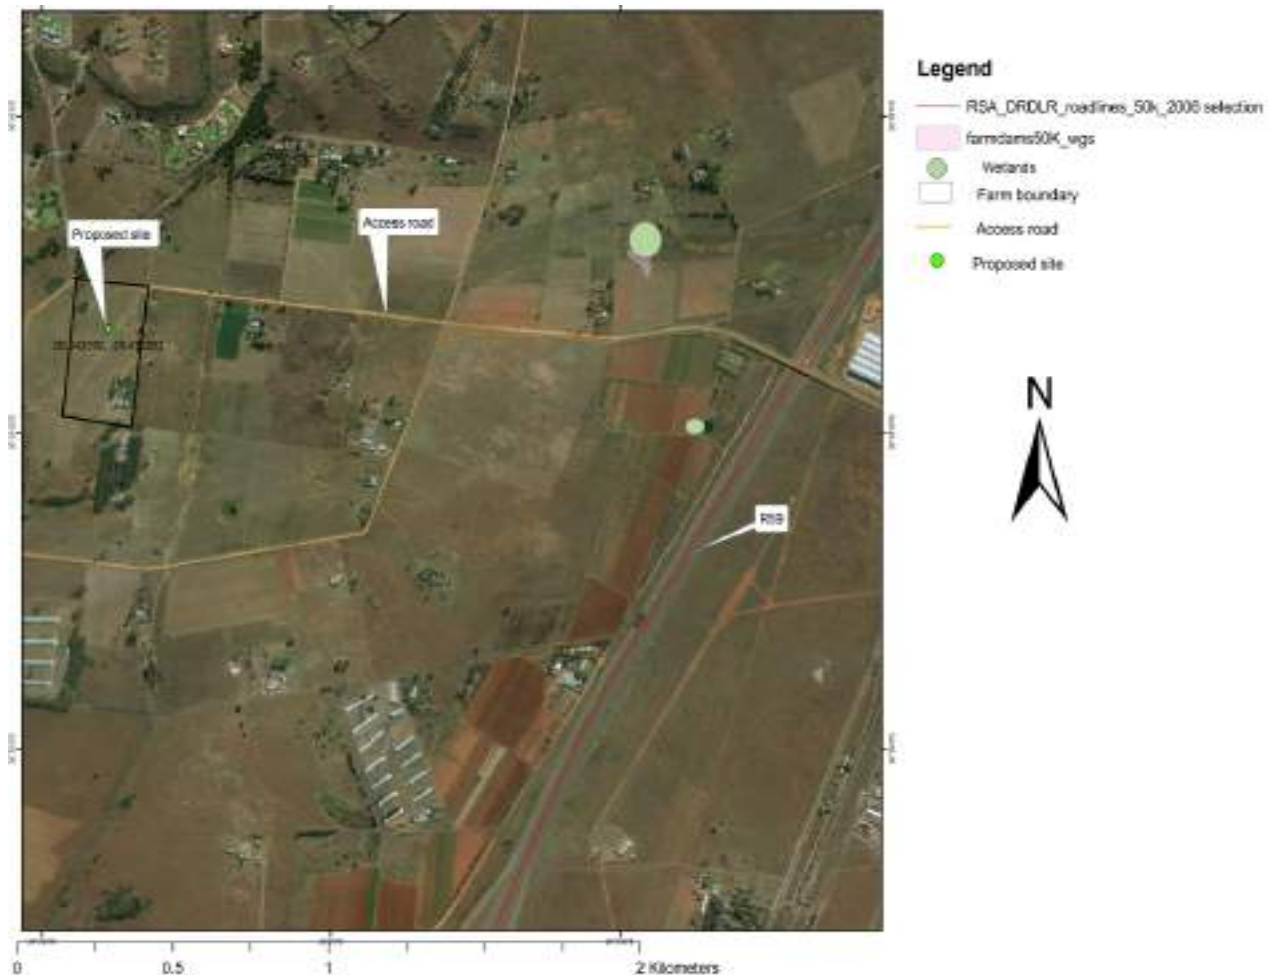 Legend
RSA_DRDLR_roadlines_50k_2006 selection
farmdams50K_wgs
Wetlands
Farm boundary
Access road
Proposed site
Proposed site
Access road
R59
N
0 0.5 1 2 Kilometers